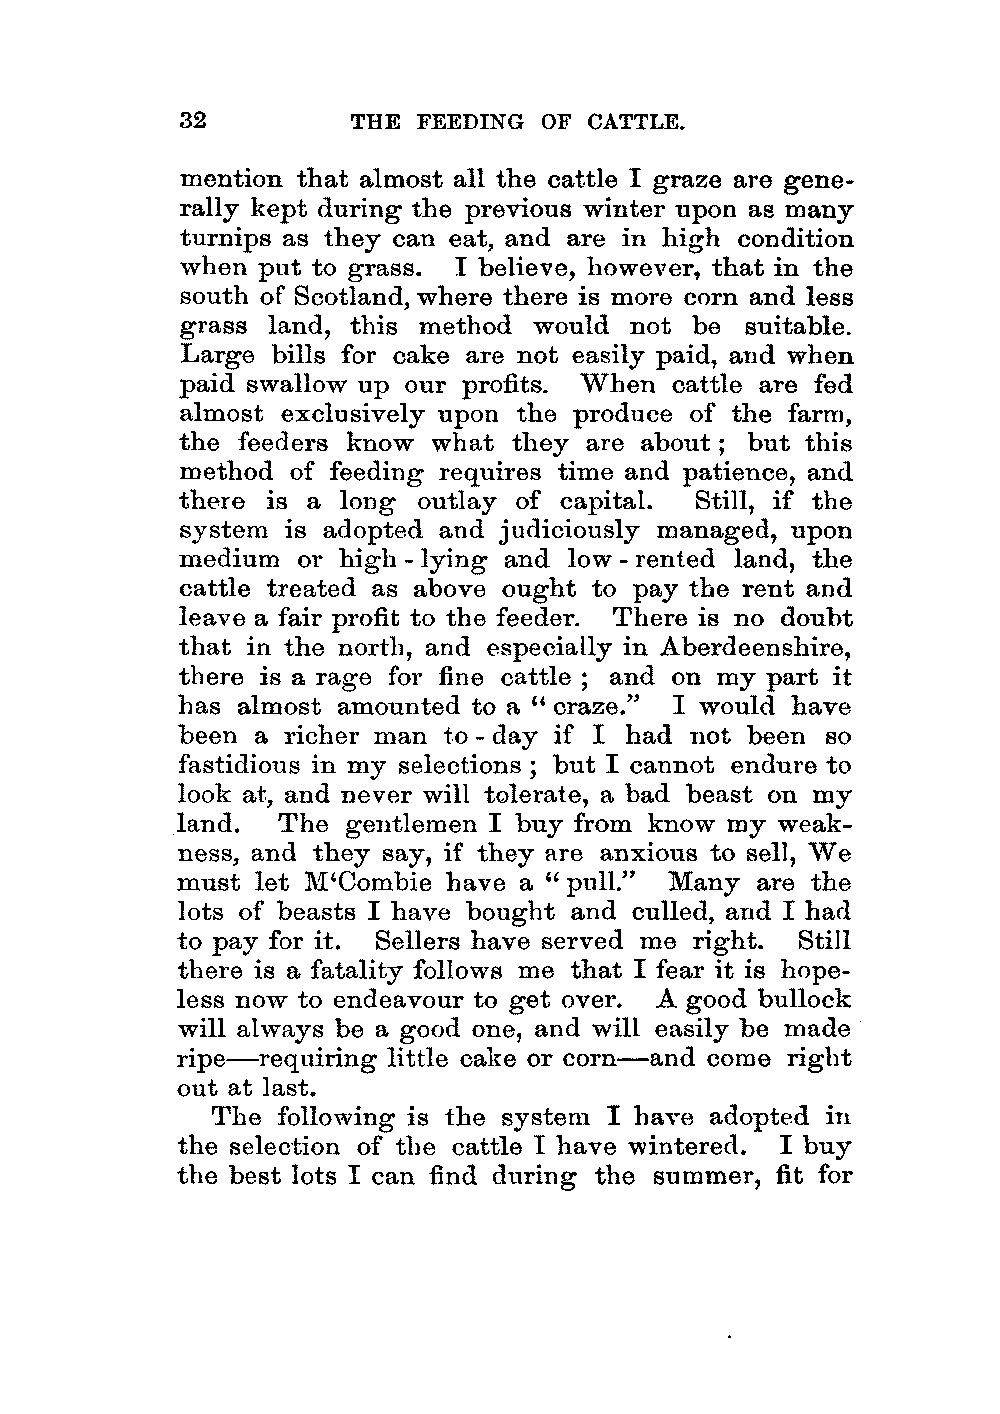 32 THE FEEDING OF CATTLE.
mention that almost all the cattle I graze are gene-
rally kept during the previous winter upon as many
turnips as they can eat, and are in high condition
when put to grass. I believe, however, that in the
south of Scotland, where there is more corn and less
grass land, this method would not be suitable.
Large bills for cake are not easily paid, and when
paid swallow up our profits. When cattle are fed
almost exclusively upon the produce of the farm,
the feeders know what they are about ; but this
method of feeding requires time and patience, and
there is a long outlay of capital. Still, if the
system is adopted and judiciously managed, upon
medium or high - lying and low - rented land, the
cattle treated as above ought to pay the rent and
leave a fair profit to the feeder. There is no doubt
that in the north, and especially in Aberdeenshire,
there is a rage for fine cattle ; and on my part it
has almost amounted to a “ craze.” I would have
been a richer man to - day if I had not been so
fastidious in my selections ; but I cannot endure to
look at, and never will tolerate, a bad beast on my
land. The gentlemen I buy from know my weak-
ness, and they say, if they are anxious to sell, We
must let M‘Combie have a “ pull.” Many are the
lots of beasts I have bought and culled, and I had
to pay for it. Sellers have served me right. Still
there is a fatality follows me that I fear it is hope-
less now to endeavour to get over. A good bullock
will always be a good one, and will easily be made
ripe—requiring little cake or corn—and come right
out at last.
The following is the system I have adopted in
the selection of the cattle I have wintered. I buy
the best lots I can find during the summer, fit for